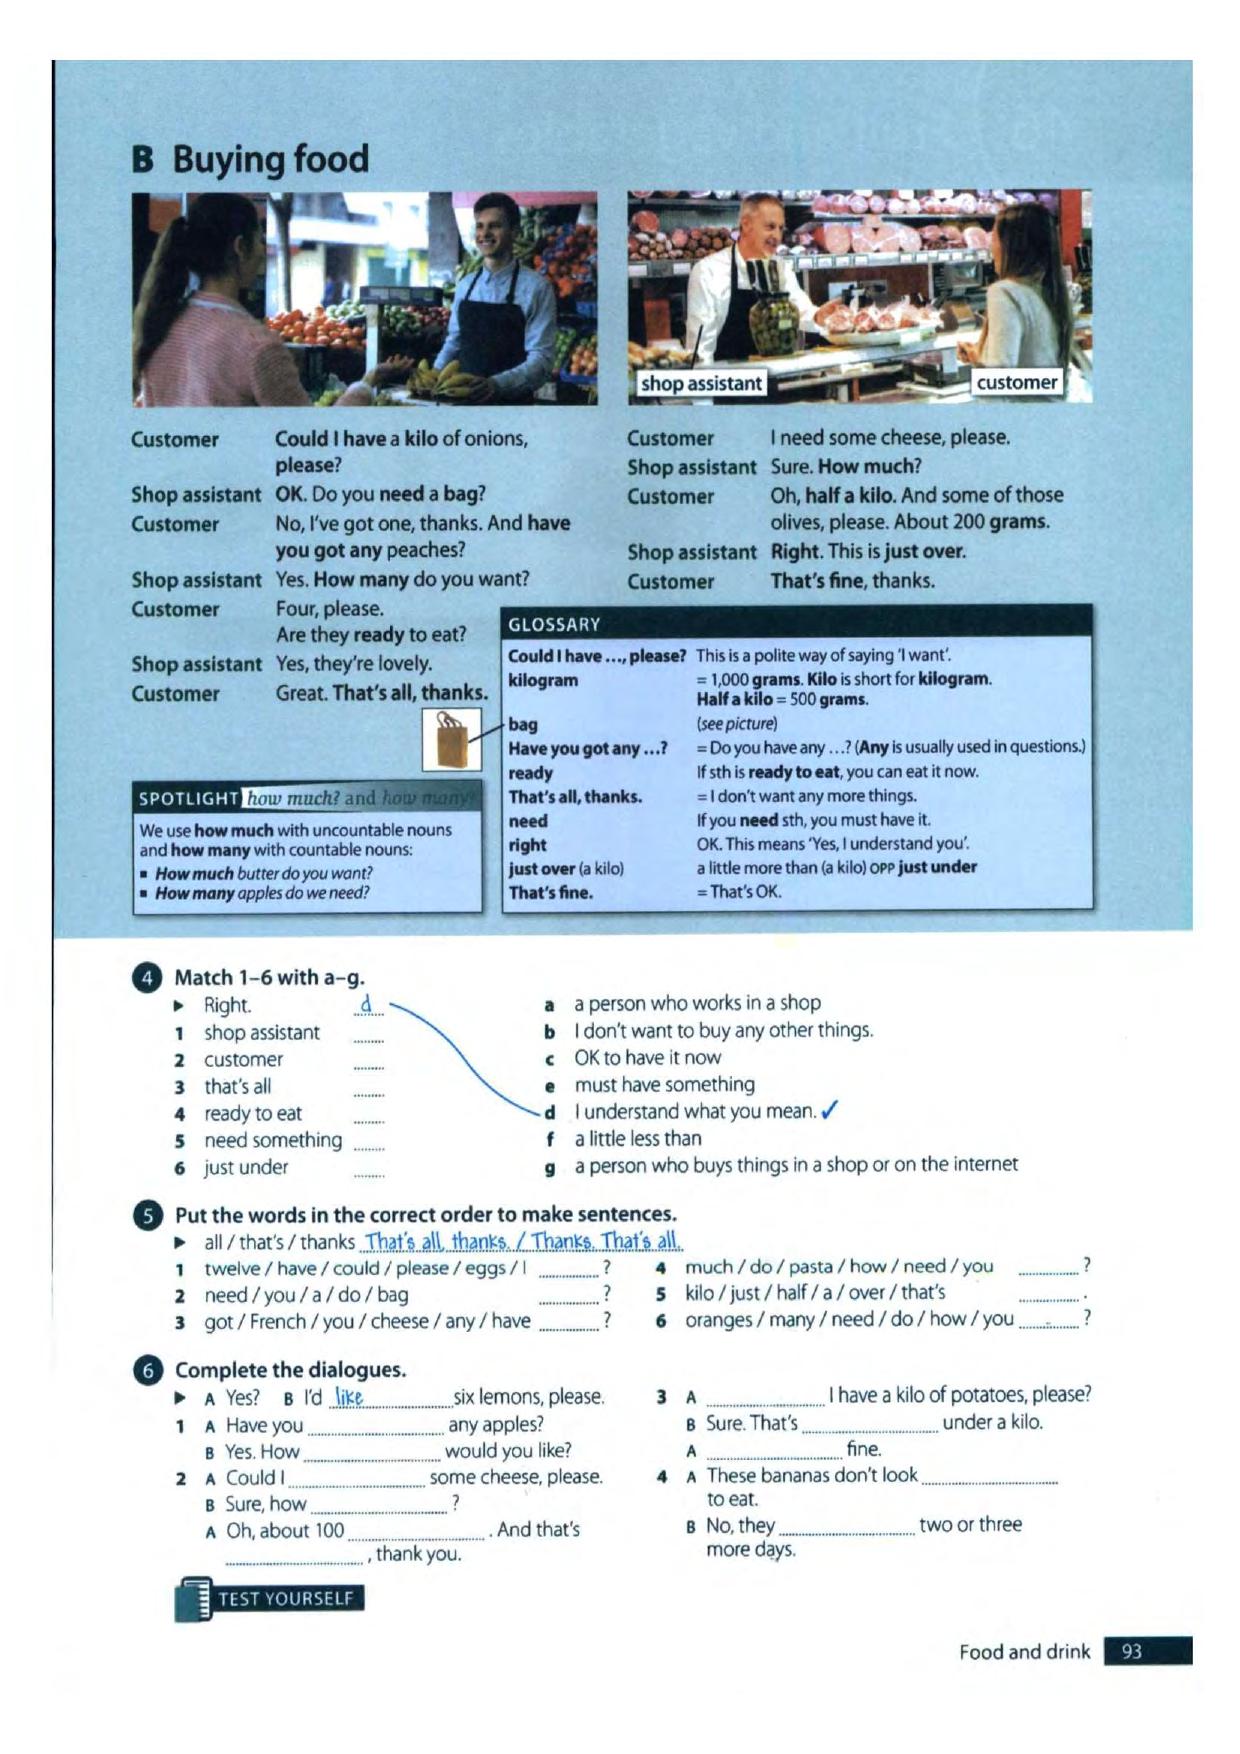 B Buying food
shop assistant
customer
Customer Could I have a kilo of onions,
please?
Shop assistant OK. Do you need a bag?
Customer No, I've got one, thanks. And have
you got any peaches?
Shop assistant Yes. How many do you want?
Customer Four, please.
Are they ready to eat?
Shop assistant Yes, they're lovely.
Customer Great. That's all, thanks.
Customer I need some cheese, please.
Shop assistant Sure. How much?
Customer Oh, half a kilo. And some of those
olives, please. About 200 grams.
Shop assistant Right. This is just over.
Customer That's fine, thanks.
GLOSSARY
Could I have ..., please? This is a polite way of saying 'I want'.
kilogram = 1,000 grams. Kilo is short for kilogram.
Half a kilo = 500 grams.
bag (see picture)
Have you got any ...? = Do you have any ...? (Any is usually used in questions.)
ready If sth is ready to eat, you can eat it now.
That's all, thanks. = I don't want any more things.
need If you need sth, you must have it.
right OK. This means 'Yes, I understand you'.
just over (a kilo) a little more than (a kilo) OPP just under
That's fine. = That's OK.
SPOTLIGHT how much? and how many?
We use how much with uncountable nouns
and how many with countable nouns:
▪ How much butter do you want?
▪ How many apples do we need?
4 Match 1–6 with a–g.
► Right. d
1 shop assistant ........
2 customer ........
3 that's all ........
4 ready to eat ........
5 need something ........
6 just under ........
a a person who works in a shop
b I don't want to buy any other things.
c OK to have it now
e must have something
d I understand what you mean. ✓
f a little less than
g a person who buys things in a shop or on the internet
5 Put the words in the correct order to make sentences.
► all / that's / thanks That's all, thanks. / Thanks. That's all.
1 twelve / have / could / please / eggs / I ............... ?
2 need / you / a / do / bag ............... ?
3 got / French / you / cheese / any / have ............... ?
4 much / do / pasta / how / need / you ............... ?
5 kilo / just / half / a / over / that's ............... .
6 oranges / many / need / do / how / you ............... ?
6 Complete the dialogues.
► A Yes? B I'd like ............... six lemons, please.
1 A Have you ............... any apples?
B Yes. How ............... would you like?
2 A Could I ............... some cheese, please.
B Sure, how ............... ?
A Oh, about 100 ............... . And that's
............... , thank you.
3 A ............... I have a kilo of potatoes, please?
B Sure. That's ............... under a kilo.
A ............... fine.
4 A These bananas don't look ...............
to eat.
B No, they ............... two or three
more days.
TEST YOURSELF
Food and drink 93